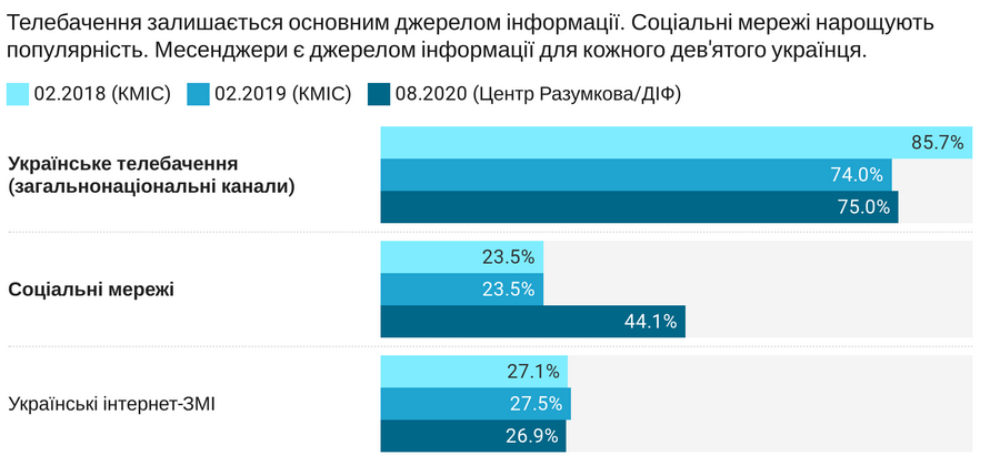 Телебачення залишається основним джерелом інформації. Соціальні мережі нарощують
популярність. Месенджери є джерелом інформації для кожного дев'ятого українця.
02.2018 (КМІС) 02.2019 (КМІС) 08.2020 (Центр Разумкова/ДІФ)
Українське телебачення
(загальнонаціональні канали)
85.7%
74.0%
75.0%
Соціальні мережі
23.5%
23.5%
44.1%
Українські інтернет-ЗМІ
27.1%
27.5%
26.9%